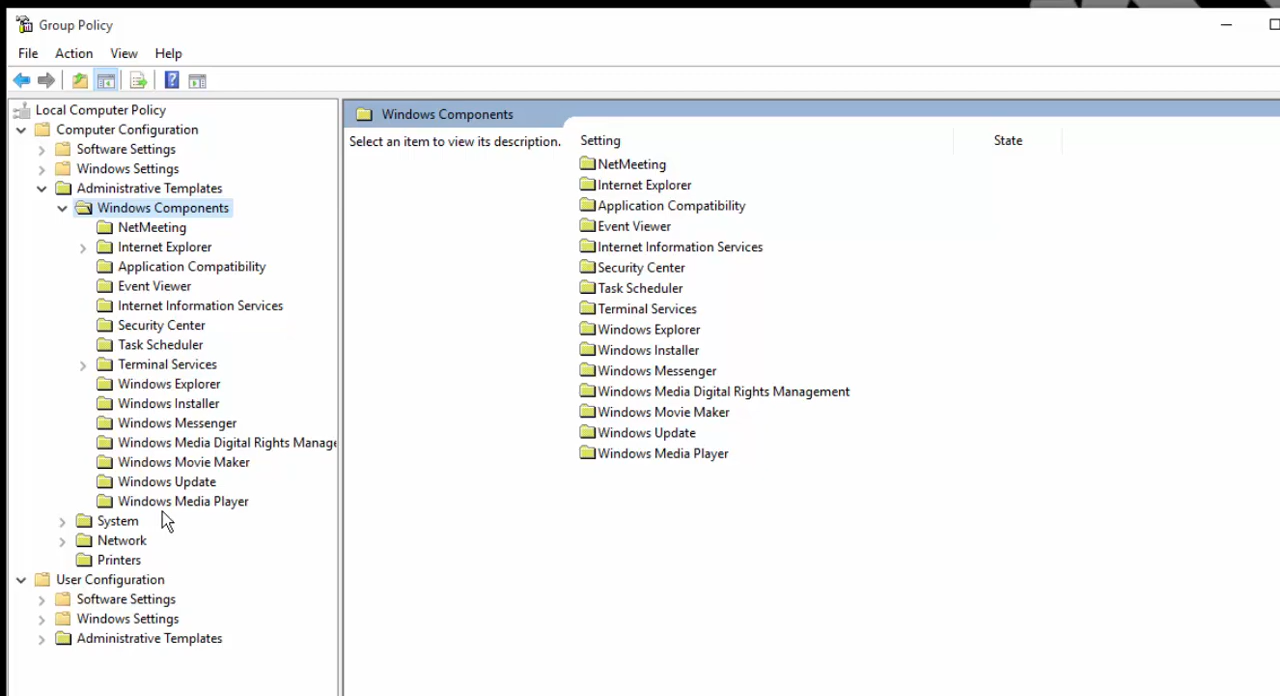 Group Policy
File Action View Help
Local Computer Policy
Computer Configuration
Software Settings
Windows Settings
Administrative Templates
Windows Components
NetMeeting
Internet Explorer
Application Compatibility
Event Viewer
Internet Information Services
Security Center
Task Scheduler
Terminal Services
Windows Explorer
Windows Installer
Windows Messenger
Windows Media Digital Rights Manage
Windows Movie Maker
Windows Update
Windows Media Player
System
Network
Printers
User Configuration
Software Settings
Windows Settings
Administrative Templates
Windows Components
Select an item to view its description.
Setting State
NetMeeting
Internet Explorer
Application Compatibility
Event Viewer
Internet Information Services
Security Center
Task Scheduler
Terminal Services
Windows Explorer
Windows Installer
Windows Messenger
Windows Media Digital Rights Management
Windows Movie Maker
Windows Update
Windows Media Player